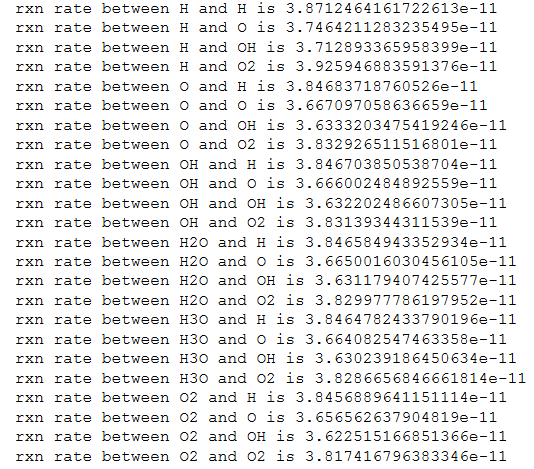 rxn rate between H and H is 3.8712464161722613e-11
rxn rate between H and O is 3.7464211283235495e-11
rxn rate between H and OH is 3.712893365958399e-11
rxn rate between H and O2 is 3.925946883591376e-11
rxn rate between O and H is 3.84683718760526e-11
rxn rate between O and O is 3.667097058636659e-11
rxn rate between O and OH is 3.6333203475419246e-11
rxn rate between O and O2 is 3.832926511516801e-11
rxn rate between OH and H is 3.846703850538704e-11
rxn rate between OH and O is 3.666002484892559e-11
rxn rate between OH and OH is 3.632202486607305e-11
rxn rate between OH and O2 is 3.83139344311539e-11
rxn rate between H2O and H is 3.846584943352934e-11
rxn rate between H2O and O is 3.6650016030456105e-11
rxn rate between H2O and OH is 3.631179407425577e-11
rxn rate between H2O and O2 is 3.829977786197952e-11
rxn rate between H3O and H is 3.8464782433790196e-11
rxn rate between H3O and O is 3.664082547463358e-11
rxn rate between H3O and OH is 3.630239186450634e-11
rxn rate between H3O and O2 is 3.8286656846661814e-11
rxn rate between O2 and H is 3.8456889641151114e-11
rxn rate between O2 and O is 3.656562637904819e-11
rxn rate between O2 and OH is 3.622515166851366e-11
rxn rate between O2 and O2 is 3.817416796383346e-11